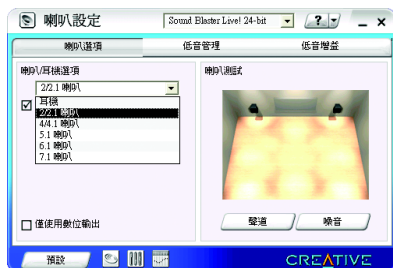 喇叭設定
Sound Blaster Live! 24-bit
?
喇叭選項
低音管理
低音增益
喇叭/耳機選項
2/2.1 喇叭
耳機
2/2.1 喇叭
4/4.1 喇叭
5.1 喇叭
6.1 喇叭
7.1 喇叭
僅使用數位輸出
喇叭測試
聲道
噪音
預設
CREATIVE